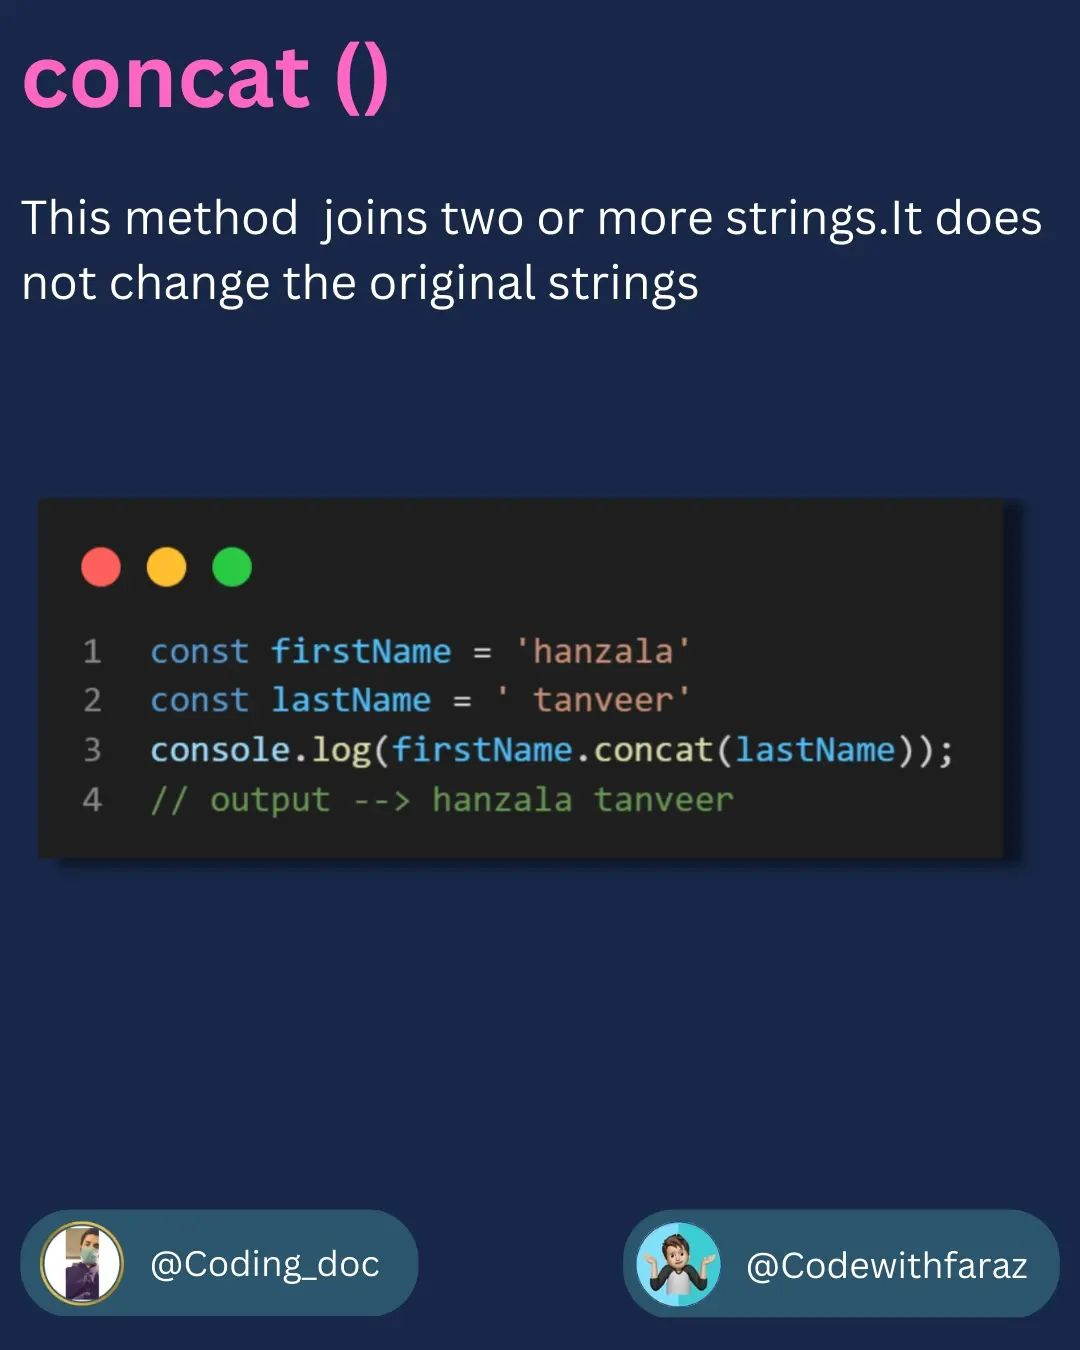 concat ()
This method  joins two or more strings.It does
not change the original strings
1 const firstName = 'hanzala'
2 const lastName = ' tanveer'
3 console.log(firstName.concat(lastName));
4 // output --> hanzala tanveer
@Coding_doc
@Codewithfaraz